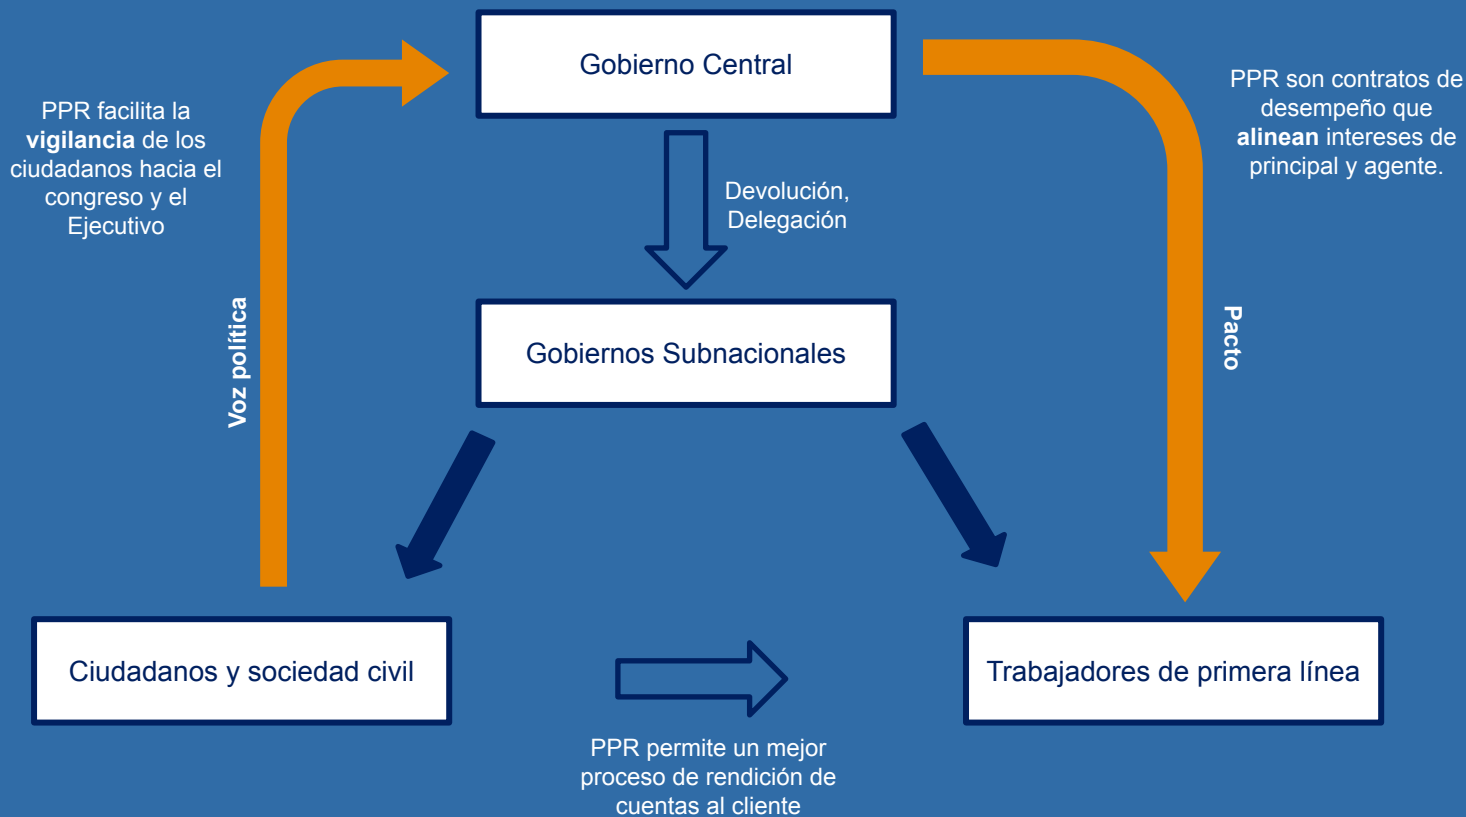 Gobierno Central
PPR facilita la
vigilancia de los
ciudadanos hacia el
congreso y el
Ejecutivo
PPR son contratos de
desempeño que
alinean intereses de
principal y agente.
Devolución,
Delegación
Gobiernos Subnacionales
Voz política
Pacto
Ciudadanos y sociedad civil
Trabajadores de primera línea
PPR permite un mejor
proceso de rendición de
cuentas al cliente